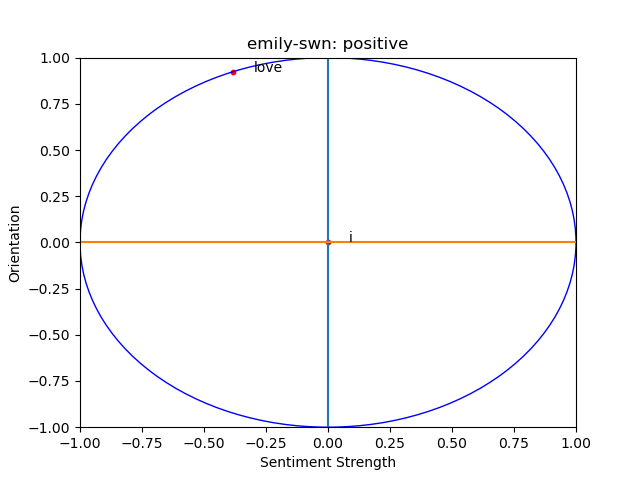 emily-swn: positive
love
i
Orientation
1.00
0.75
0.50
0.25
0.00
−0.25
−0.50
−0.75
−1.00
−1.00 −0.75 −0.50 −0.25 0.00 0.25 0.50 0.75 1.00
Sentiment Strength